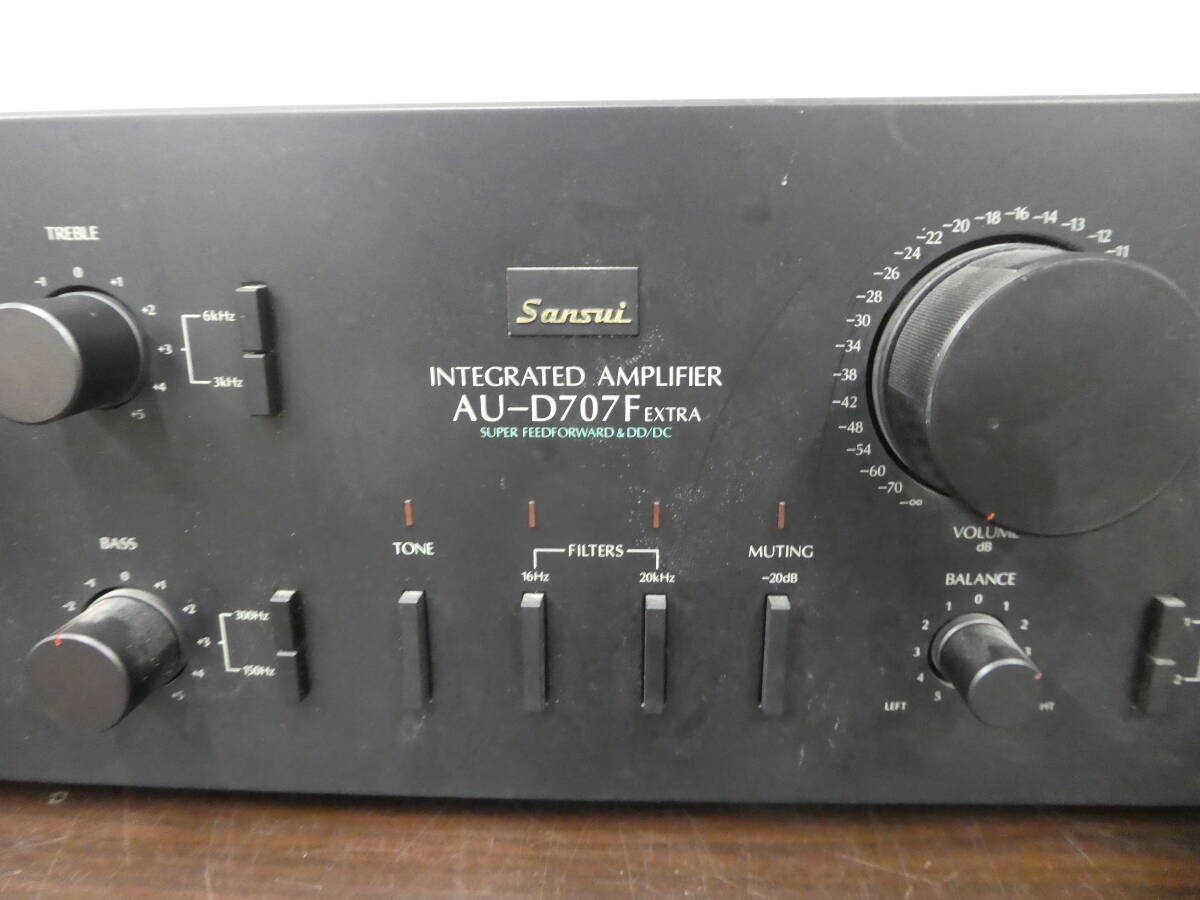 TREBLE
-1 0 +1
+2
+3
+4
+5
6kHz
3kHz
Sansui
INTEGRATED AMPLIFIER
AU-D707F EXTRA
SUPER FEEDFORWARD & DD/DC
-∞ -70 -60 -54 -48 -42 -38 -34 -30 -28 -26 -24 -22 -20 -18 -16 -14 -13 -12 -11
VOLUME
dB
BASS
-2 -1 0 +1 +2 +3 +4 +5
300Hz
150Hz
TONE
FILTERS
16Hz 20kHz
MUTING
-20dB
BALANCE
5 4 3 2 1 0 1 2 3
LEFT
1
2